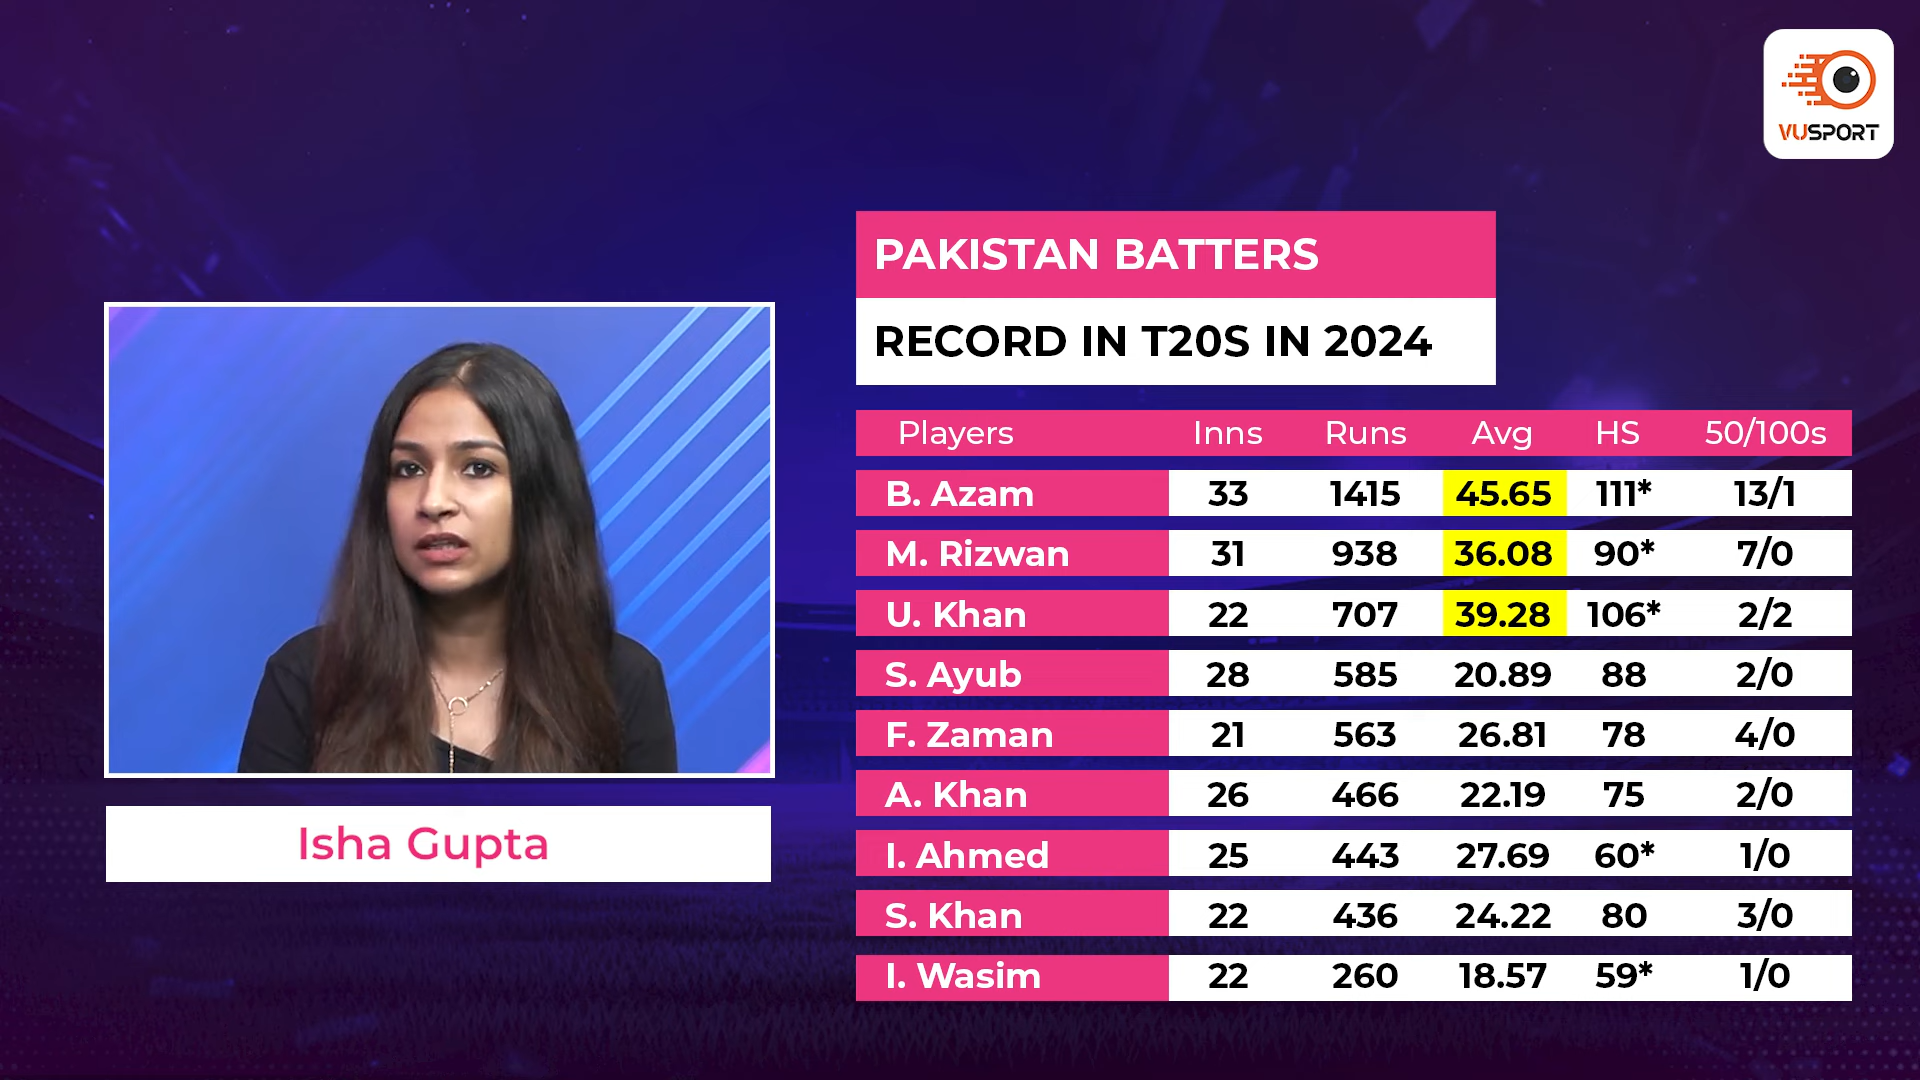 VUSPORT
PAKISTAN BATTERS
RECORD IN T20S IN 2024
Players Inns Runs Avg HS 50/100s
B. Azam 33 1415 45.65 111* 13/1
M. Rizwan 31 938 36.08 90* 7/0
U. Khan 22 707 39.28 106* 2/2
S. Ayub 28 585 20.89 88 2/0
F. Zaman 21 563 26.81 78 4/0
A. Khan 26 466 22.19 75 2/0
I. Ahmed 25 443 27.69 60* 1/0
S. Khan 22 436 24.22 80 3/0
I. Wasim 22 260 18.57 59* 1/0
Isha Gupta